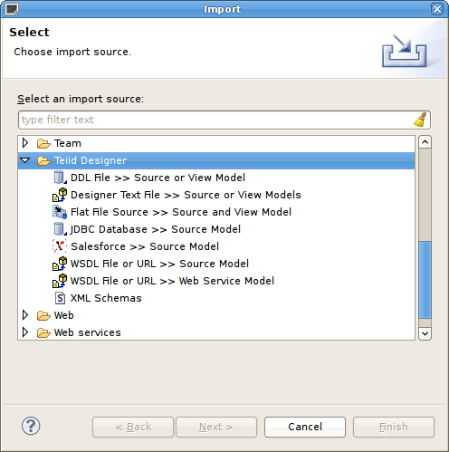 Import
Select
Choose import source.
Select an import source:
type filter text
Team
Teiid Designer
DDL File >> Source or View Model
Designer Text File >> Source or View Models
Flat File Source >> Source and View Model
JDBC Database >> Source Model
Salesforce >> Source Model
WSDL File or URL >> Source Model
WSDL File or URL >> Web Service Model
XML Schemas
Web
Web services
< Back
Next >
Cancel
Finish